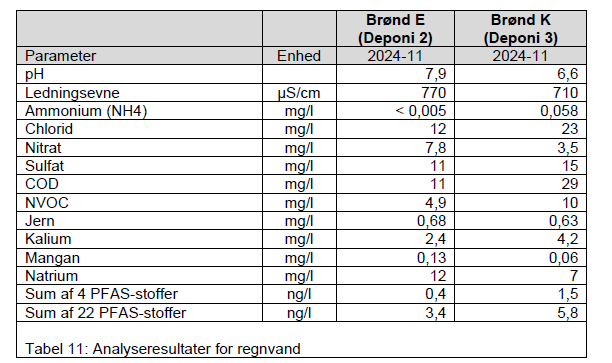 Brønd E Brønd K
(Deponi 2) (Deponi 3)
Parameter Enhed 2024-11 2024-11
pH 7,9 6,6
Ledningsevne µS/cm 770 710
Ammonium (NH4) mg/l < 0,005 0,058
Chlorid mg/l 12 23
Nitrat mg/l 7,8 3,5
Sulfat mg/l 11 15
COD mg/l 11 29
NVOC mg/l 4,9 10
Jern mg/l 0,68 0,63
Kalium mg/l 2,4 4,2
Mangan mg/l 0,13 0,06
Natrium mg/l 12 7
Sum af 4 PFAS-stoffer ng/l 0,4 1,5
Sum af 22 PFAS-stoffer ng/l 3,4 5,8
Tabel 11: Analyseresultater for regnvand